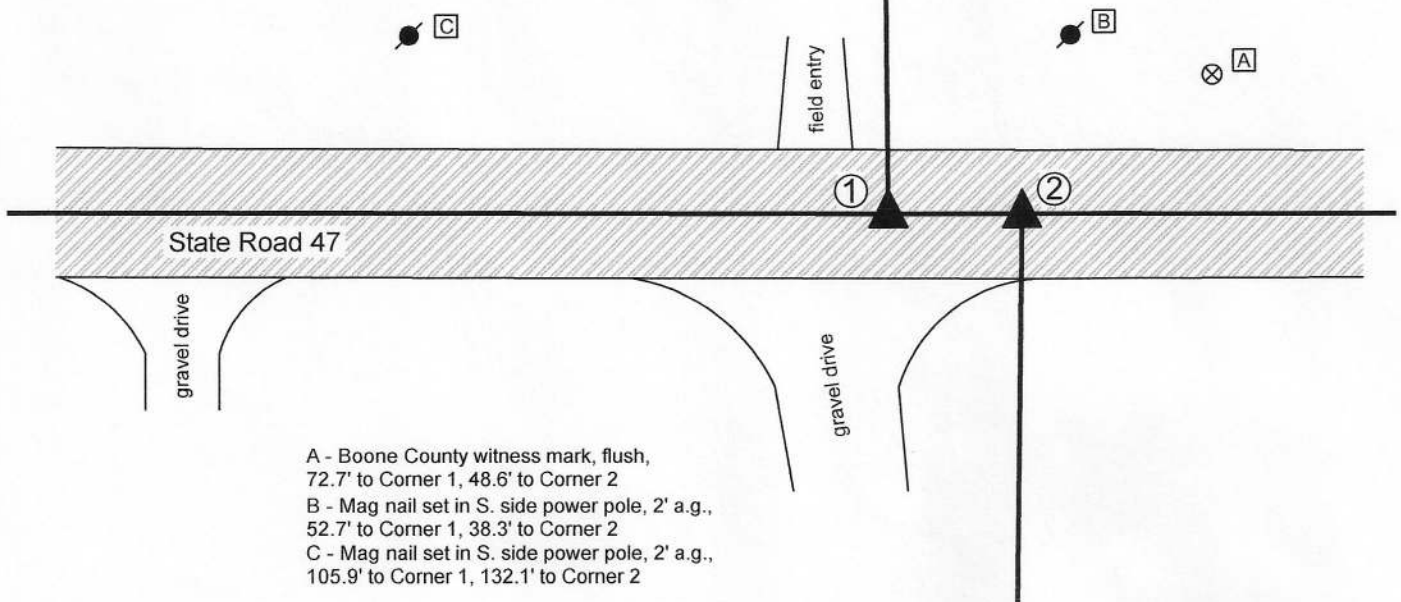 C
B
A
field entry
1
2
State Road 47
gravel drive
gravel drive
A - Boone County witness mark, flush,
72.7' to Corner 1, 48.6' to Corner 2
B - Mag nail set in S. side power pole, 2' a.g.,
52.7' to Corner 1, 38.3' to Corner 2
C - Mag nail set in S. side power pole, 2' a.g.,
105.9' to Corner 1, 132.1' to Corner 2